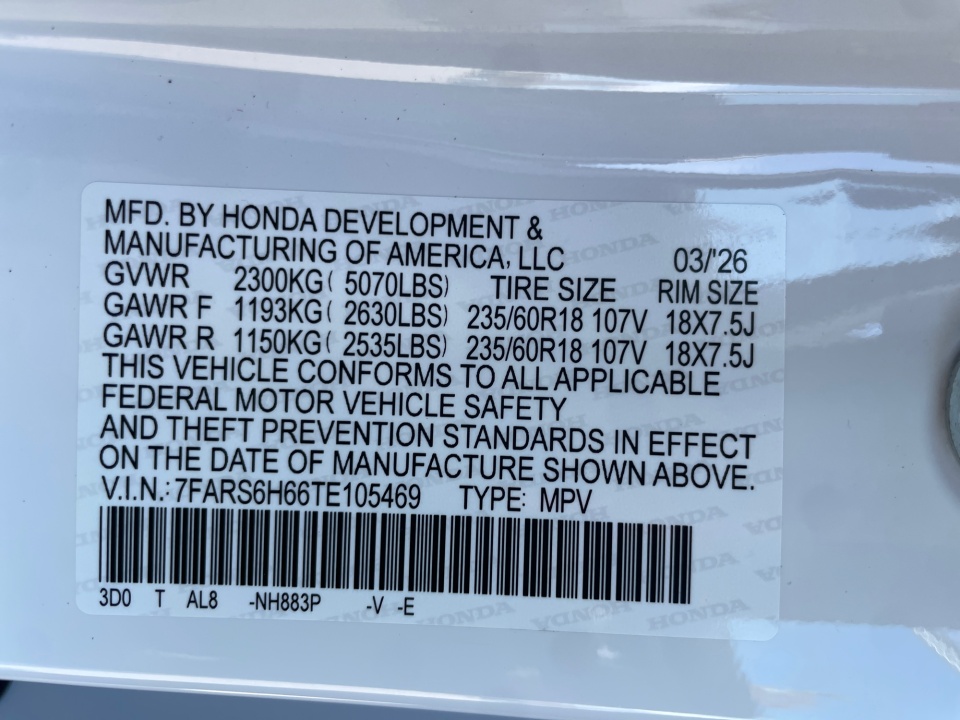 MFD. BY HONDA DEVELOPMENT &
MANUFACTURING OF AMERICA, LLC 03/'26
GVWR 2300KG( 5070LBS) TIRE SIZE RIM SIZE
GAWR F 1193KG( 2630LBS) 235/60R18 107V 18X7.5J
GAWR R 1150KG( 2535LBS) 235/60R18 107V 18X7.5J
THIS VEHICLE CONFORMS TO ALL APPLICABLE
FEDERAL MOTOR VEHICLE SAFETY
AND THEFT PREVENTION STANDARDS IN EFFECT
ON THE DATE OF MANUFACTURE SHOWN ABOVE.
V.I.N.: 7FARS6H66TE105469 TYPE: MPV
3D0 T AL8 -NH883P -V -E